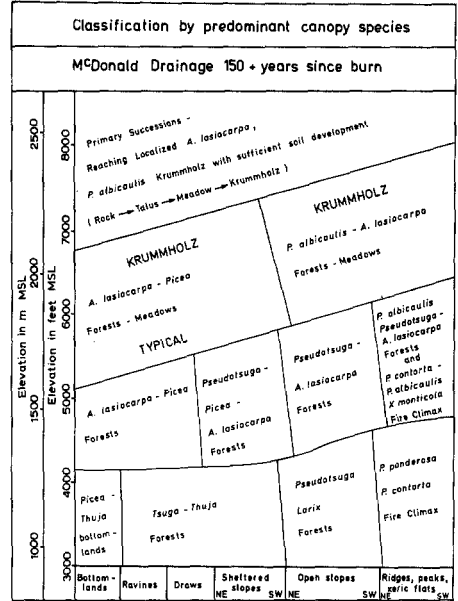 Classification by predominant canopy species
McDonald Drainage 150 + years since burn
Elevation in m MSL
Elevation in feet MSL
2500
2000
1500
1000
8000
7000
6000
5000
4000
3000
Primary Successions -
Reaching Localized A. lasiocarpa,
P. albicaulis Krummholz with sufficient soil development
( Rock → Talus → Meadow → Krummholz )
KRUMMHOLZ
A. lasiocarpa - Picea
Forests - Meadows
TYPICAL
KRUMMHOLZ
P. albicaulis - A. lasiocarpa
Forests - Meadows
A. lasiocarpa - Picea
Forests
Pseudotsuga -
Picea -
A. lasiocarpa
Forests
Pseudotsuga -
A. lasiocarpa
Forests
P. albicaulis
Pseudotsuga -
A. lasiocarpa
Forests
and
P. contorta -
P. albicaulis
X monticola
Fire Climax
Picea -
Thuja
bottom-
lands
Tsuga - Thuja
Forests
Pseudotsuga
Larix
Forests
P. ponderosa
P. contorta
Fire Climax
Bottom-
lands
Ravines
Draws
Sheltered
slopes
NE SW
Open slopes
NE SW
Ridges, peaks,
xeric flats
NE SW